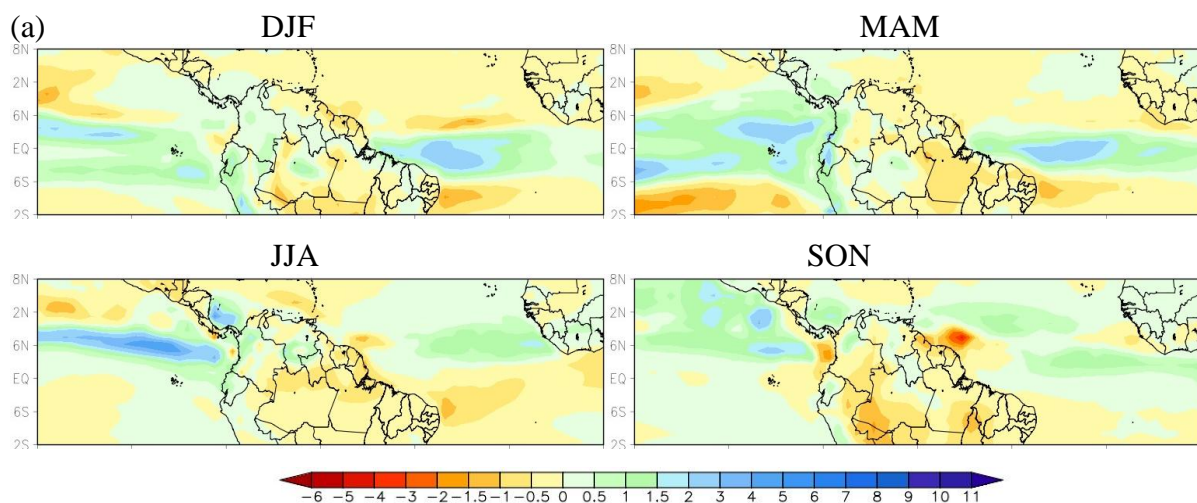 (a) DJF MAM
8N 8N
2N 2N
6N 6N
EQ EQ
6S 6S
2S 2S
JJA SON
8N 8N
2N 2N
6N 6N
EQ EQ
6S 6S
2S 2S
-6 -5 -4 -3 -2 -1.5 -1 -0.5 0 0.5 1 1.5 2 3 4 5 6 7 8 9 10 11